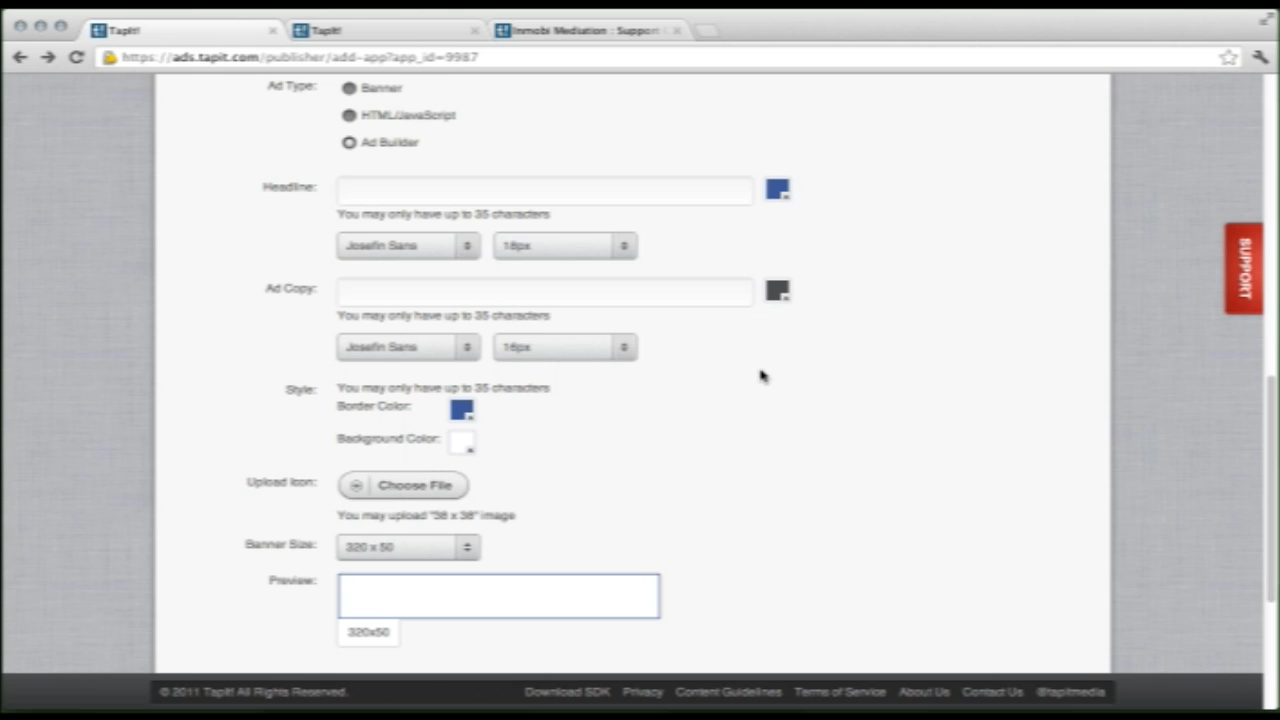 TapIt!
TapIt!
Inmobi Mediation : Support
https://ads.tapit.com/publisher/add-app?app_id=9987
Ad Type:
Banner
HTML/JavaScript
Ad Builder
Headline:
You may only have up to 35 characters
Josefin Sans
18px
Ad Copy:
You may only have up to 35 characters
Josefin Sans
16px
Style:
You may only have up to 35 characters
Border Color:
Background Color:
Upload Icon:
Choose File
You may upload "38 x 38" image
Banner Size:
320 x 50
Preview:
320x50
SUPPORT
© 2011 TapIt! All Rights Reserved.
Download SDK Privacy Content Guidelines Terms of Service About Us Contact Us @tapitmedia